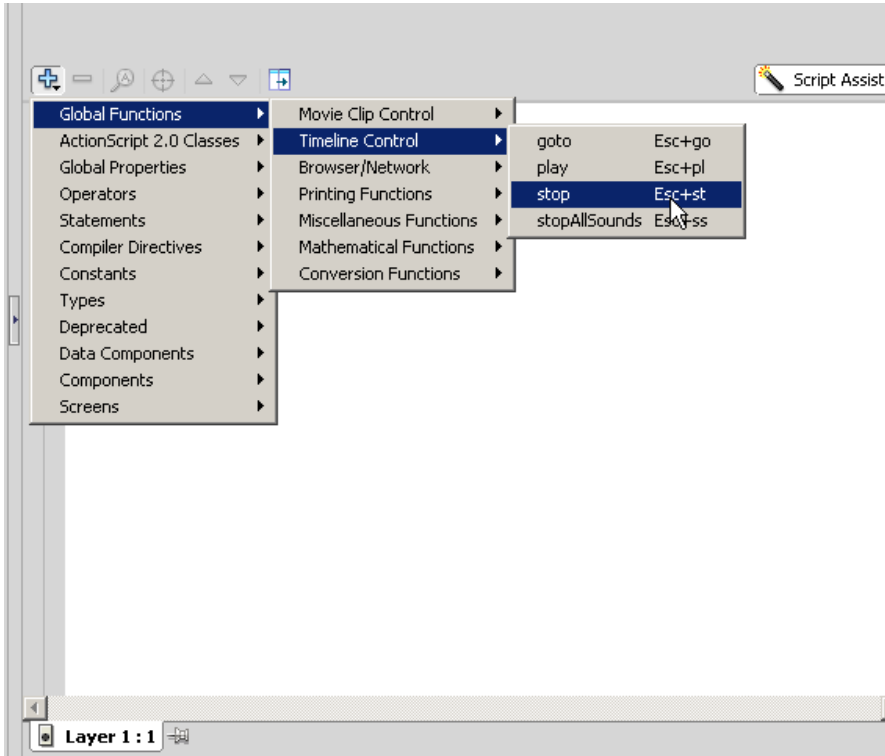 Script Assist
Global Functions
ActionScript 2.0 Classes
Global Properties
Operators
Statements
Compiler Directives
Constants
Types
Deprecated
Data Components
Components
Screens
Movie Clip Control
Timeline Control
Browser/Network
Printing Functions
Miscellaneous Functions
Mathematical Functions
Conversion Functions
goto Esc+go
play Esc+pl
stop Esc+st
stopAllSounds Esc+ss
Layer 1 : 1